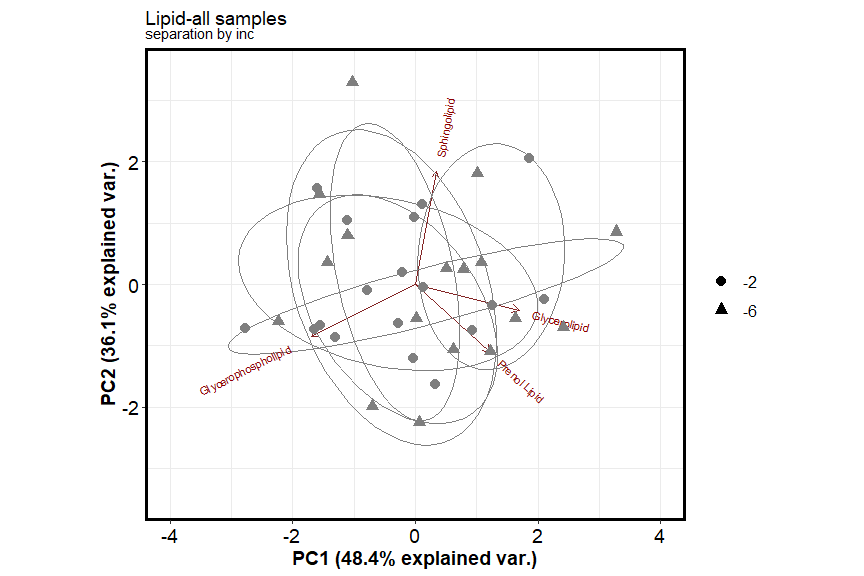 Lipid-all samples
separation by inc
PC2 (36.1% explained var.)
2
0
-2
Sphingolipid
Glycerolipid
Glycerophospholipid
Prenol Lipid
-2
-6
-4
-2
0
2
4
PC1 (48.4% explained var.)